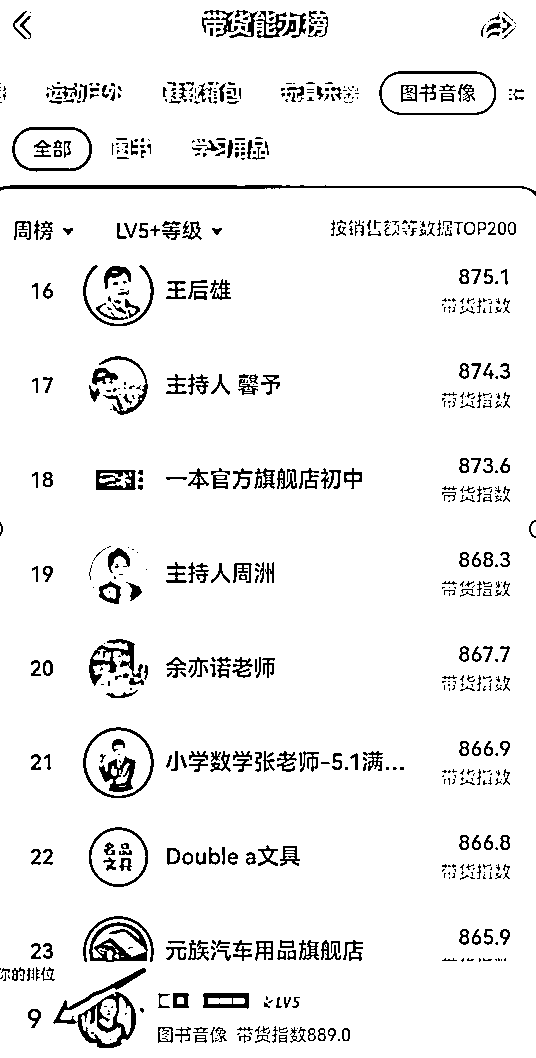 带货能力榜
运动户外 鞋靴箱包 玩具乐器 图书音像
全部 图书 学习用品
周榜 LV5+等级 按销售额等数据TOP200
16 王后雄 875.1
带货指数
17 主持人 馨予 874.3
带货指数
18 一本官方旗舰店初中 873.6
带货指数
19 主持人周洲 868.3
带货指数
20 余亦诺老师 867.7
带货指数
21 小学数学张老师-5.1满... 866.9
带货指数
22 名品文具 Double a文具 866.8
带货指数
23 元族汽车用品旗舰店 865.9
你的排位
9 LV5
图书音像 带货指数889.0